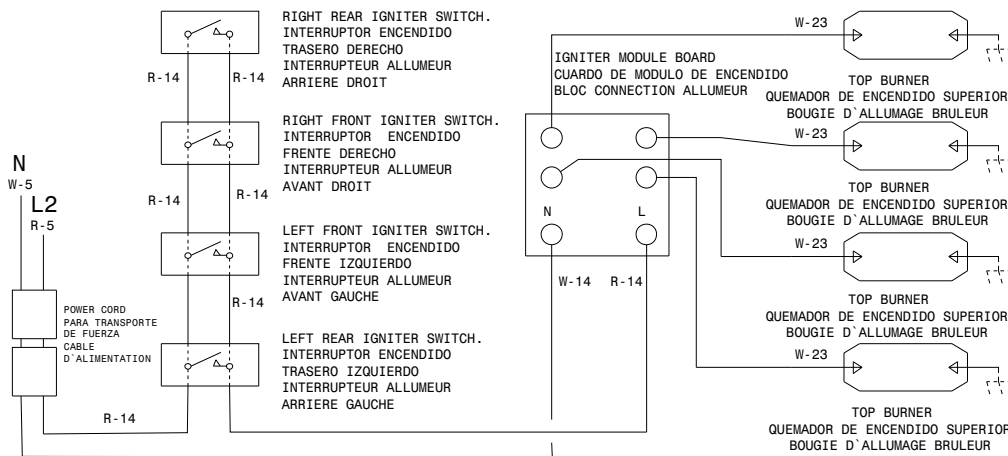 RIGHT REAR IGNITER SWITCH.
INTERRUPTOR ENCENDIDO
TRASERO DERECHO
INTERRUPTEUR ALLUMEUR
ARRIERE DROIT
R-14
R-14
RIGHT FRONT IGNITER SWITCH.
INTERRUPTOR ENCENDIDO
FRENTE DERECHO
INTERRUPTEUR ALLUMEUR
AVANT DROIT
R-14
R-14
LEFT FRONT IGNITER SWITCH.
INTERRUPTOR ENCENDIDO
FRENTE IZQUIERDO
INTERRUPTEUR ALLUMEUR
AVANT GAUCHE
R-14
LEFT REAR IGNITER SWITCH.
INTERRUPTOR ENCENDIDO
TRASERO IZQUIERDO
INTERRUPTEUR ALLUMEUR
ARRIERE GAUCHE
N
W-5
L2
R-5
POWER CORD
PARA TRANSPORTE
DE FUERZA
CABLE
D`ALIMENTATION
R-14
IGNITER MODULE BOARD
CUARDO DE MODULO DE ENCENDIDO
BLOC CONNECTION ALLUMEUR
N
L
W-14
R-14
W-23
TOP BURNER
QUEMADOR DE ENCENDIDO SUPERIOR
BOUGIE D`ALLUMAGE BRULEUR
W-23
TOP BURNER
QUEMADOR DE ENCENDIDO SUPERIOR
BOUGIE D`ALLUMAGE BRULEUR
W-23
TOP BURNER
QUEMADOR DE ENCENDIDO SUPERIOR
BOUGIE D`ALLUMAGE BRULEUR
W-23
TOP BURNER
QUEMADOR DE ENCENDIDO SUPERIOR
BOUGIE D`ALLUMAGE BRULEUR